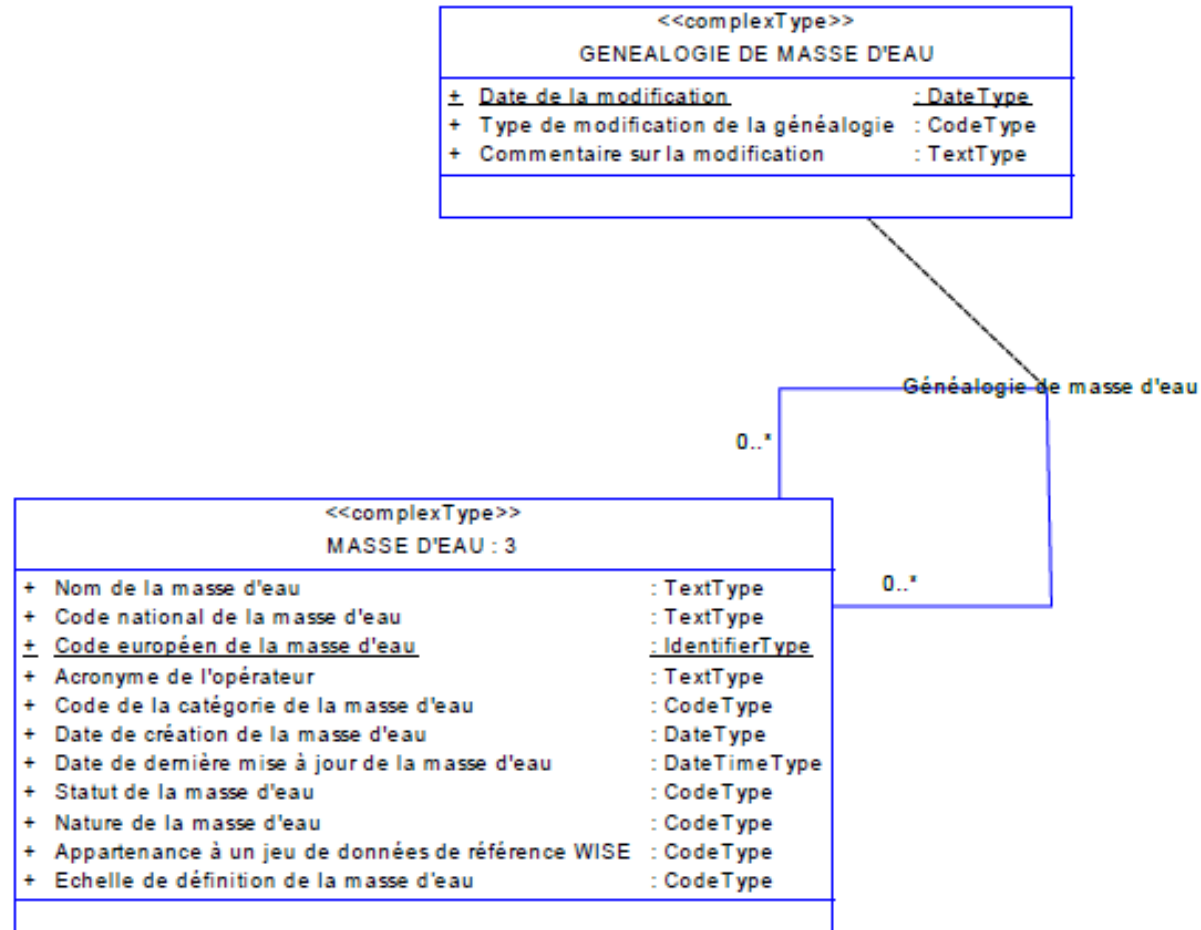 <<complexType>>
GENEALOGIE DE MASSE D'EAU
+ Date de la modification : DateType
+ Type de modification de la généalogie : CodeType
+ Commentaire sur la modification : TextType
Généalogie de masse d'eau
0..*
<<complexType>>
MASSE D'EAU : 3
0..*
+ Nom de la masse d'eau : TextType
+ Code national de la masse d'eau : TextType
+ Code européen de la masse d'eau : IdentifierType
+ Acronyme de l'opérateur : TextType
+ Code de la catégorie de la masse d'eau : CodeType
+ Date de création de la masse d'eau : DateType
+ Date de dernière mise à jour de la masse d'eau : DateTimeType
+ Statut de la masse d'eau : CodeType
+ Nature de la masse d'eau : CodeType
+ Appartenance à un jeu de données de référence WISE : CodeType
+ Echelle de définition de la masse d'eau : CodeType